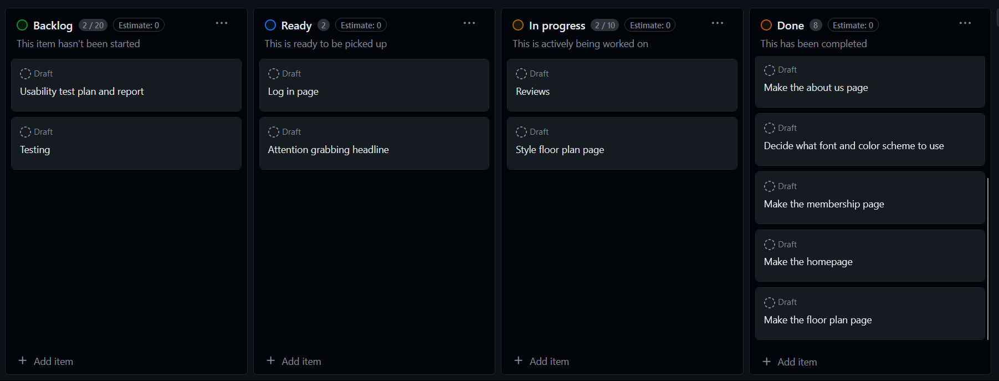 Backlog 2 / 20 Estimate: 0
This item hasn't been started
Draft
Usability test plan and report
Draft
Testing
+ Add item
Ready 2 Estimate: 0
This is ready to be picked up
Draft
Log in page
Draft
Attention grabbing headline
+ Add item
In progress 2 / 10 Estimate: 0
This is actively being worked on
Draft
Reviews
Draft
Style floor plan page
+ Add item
Done 8 Estimate: 0
This has been completed
Draft
Make the about us page
Draft
Decide what font and color scheme to use
Draft
Make the membership page
Draft
Make the homepage
Draft
Make the floor plan page
+ Add item